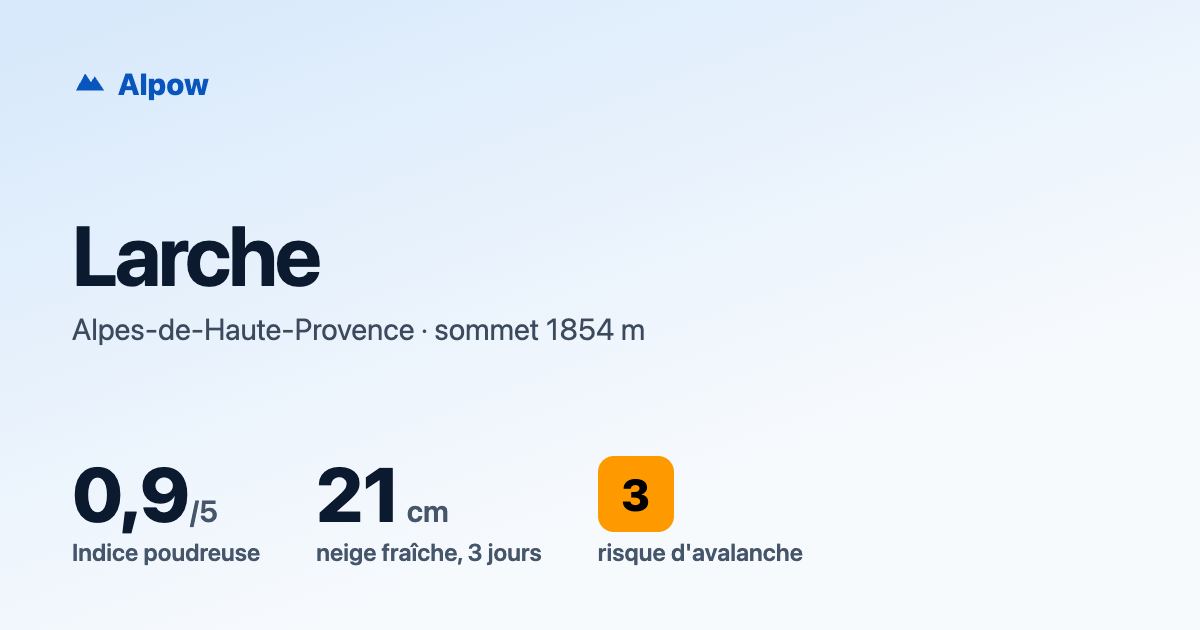 Alpow
Larche
Alpes-de-Haute-Provence · sommet 1854 m
0,9/5
21 cm
3
Indice poudreuse
neige fraîche, 3 jours
risque d'avalanche